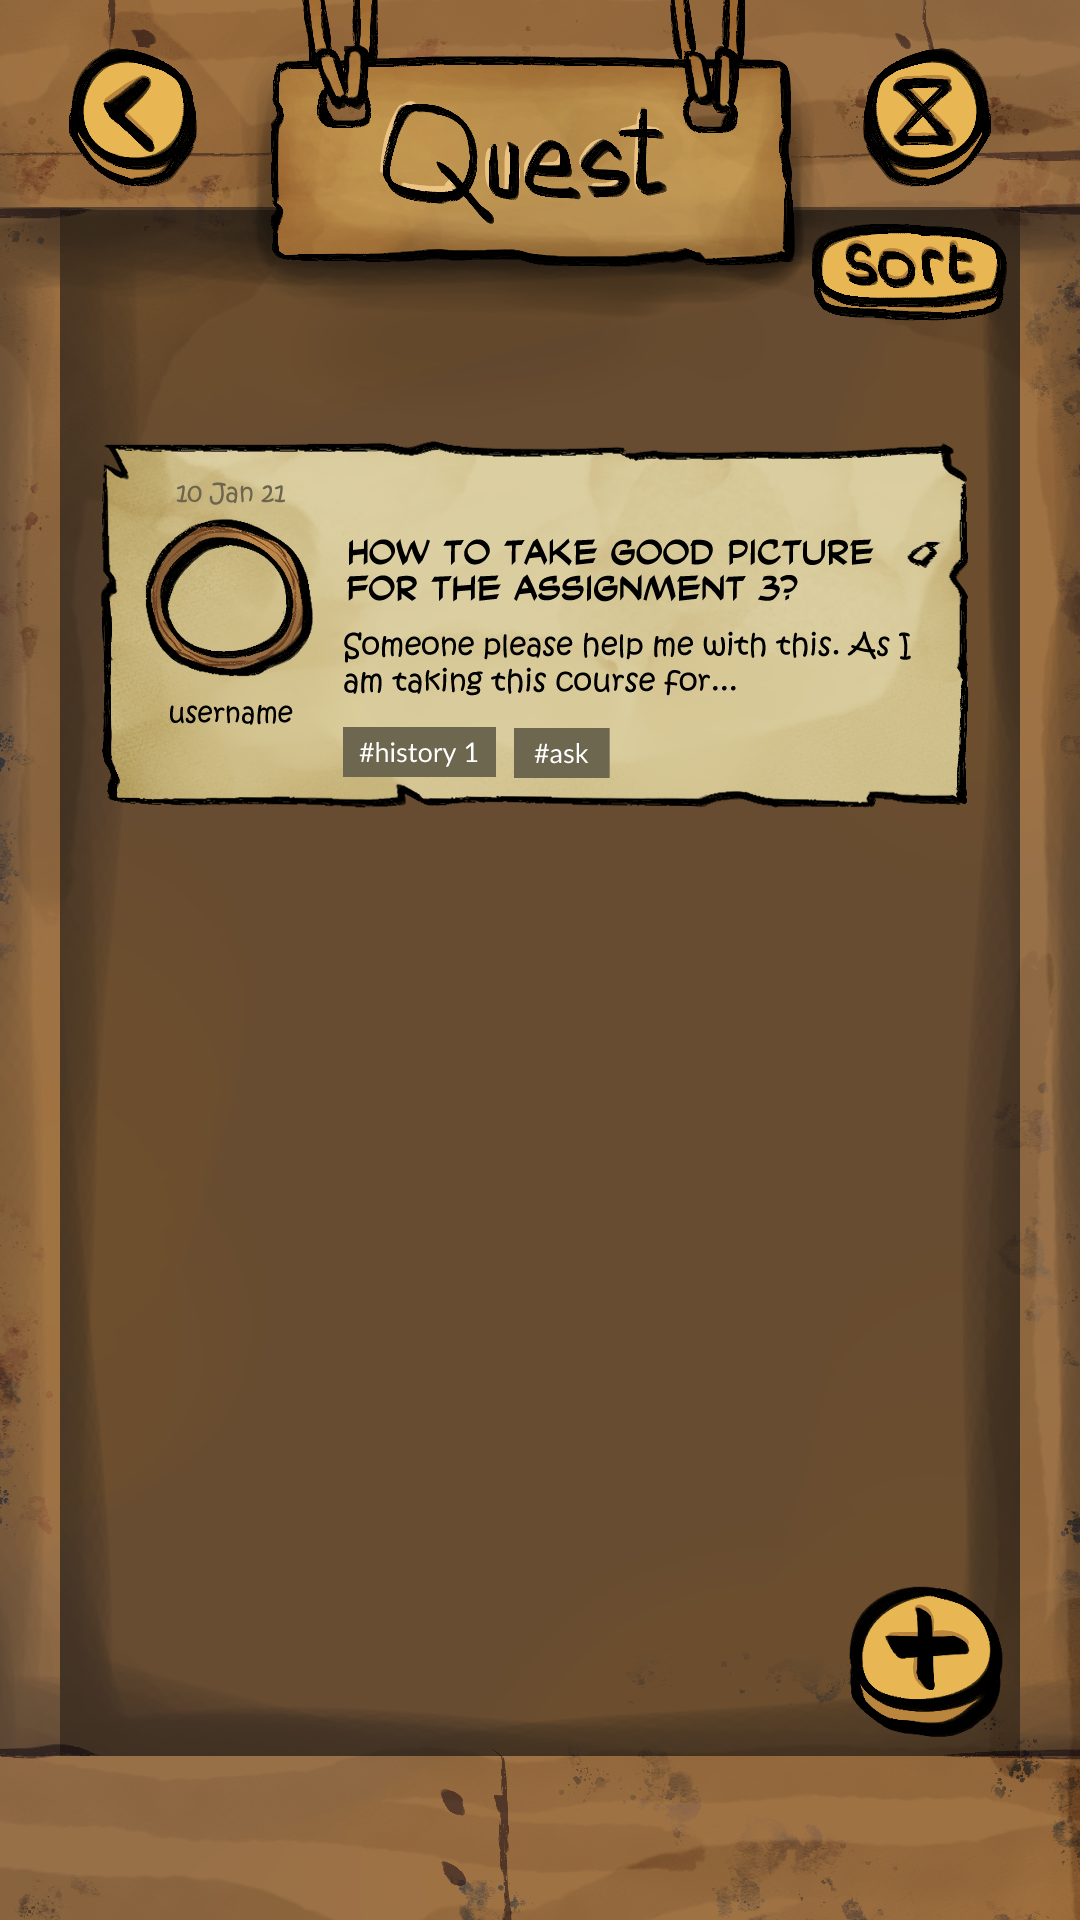 Quest
Sort
10 Jan 21
HOW TO TAKE GOOD PICTURE
FOR THE ASSIGNMENT 3?
Someone please help me with this. As I
am taking this course for...
username
#history 1
#ask